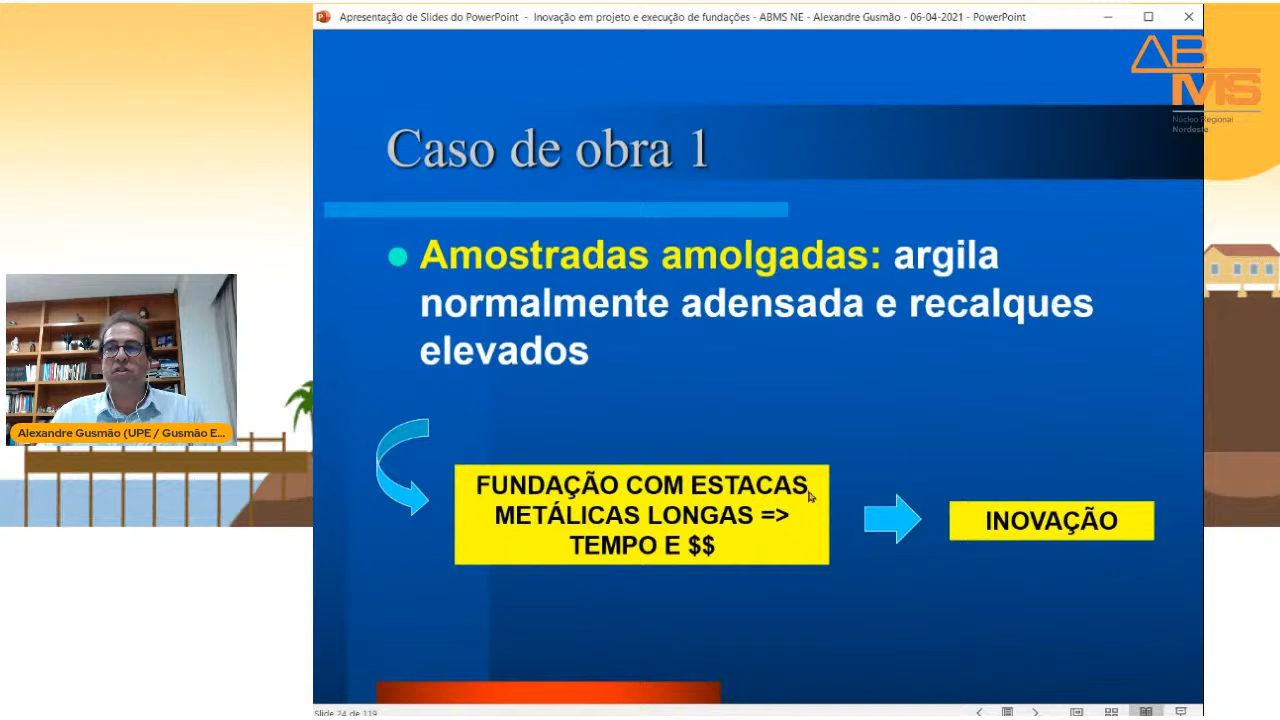 Apresentação de Slides do PowerPoint - Inovação em projeto e execução de fundações - ABMS NE - Alexandre Gusmão - 06-04-2021 - PowerPoint
ABMS
Núcleo Regional
Nordeste
Caso de obra 1
Amostradas amolgadas: argila
normalmente adensada e recalques
elevados
FUNDAÇÃO COM ESTACAS
METÁLICAS LONGAS =>
TEMPO E $$
INOVAÇÃO
Alexandre Gusmão (UPE / Gusmão E...
Slide 24 de 119